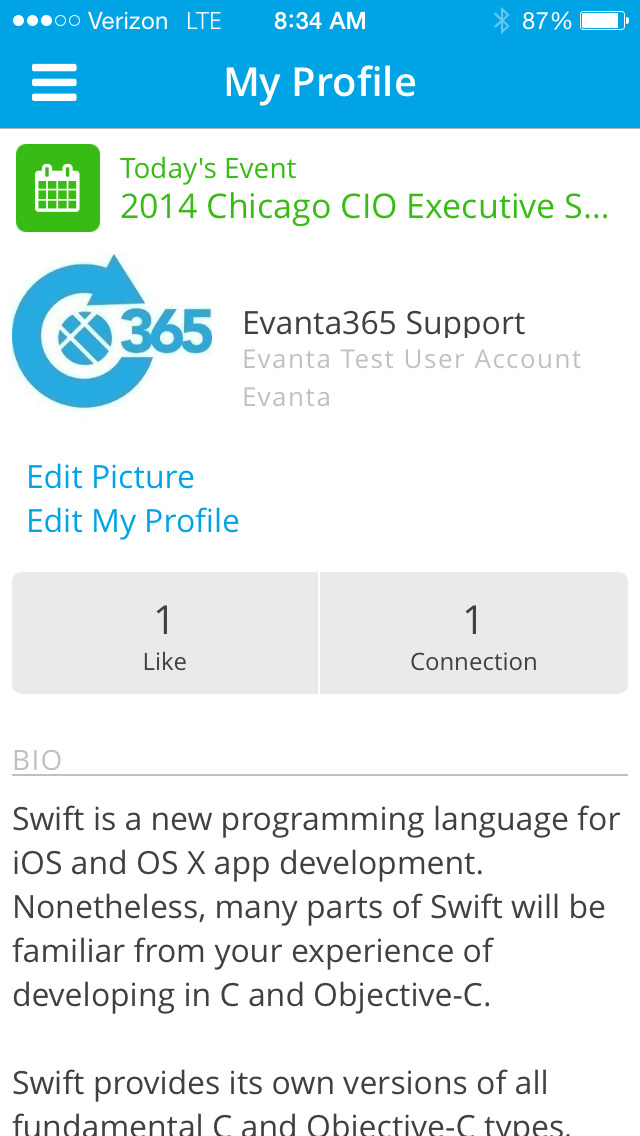 Verizon LTE 8:34 AM 87%
My Profile
Today's Event
2014 Chicago CIO Executive S...
365
Evanta365 Support
Evanta Test User Account
Evanta
Edit Picture
Edit My Profile
1
Like
1
Connection
BIO
Swift is a new programming language for
iOS and OS X app development.
Nonetheless, many parts of Swift will be
familiar from your experience of
developing in C and Objective-C.
Swift provides its own versions of all
fundamental C and Objective-C types,